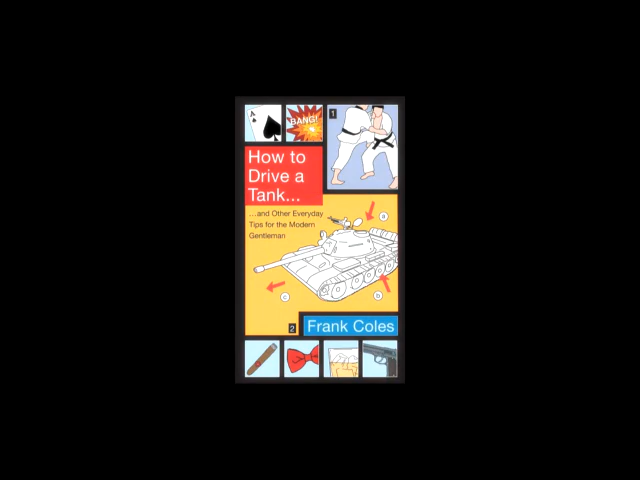 A
BANG!
1
How to
Drive a
Tank...
...and Other Everyday
Tips for the Modern
Gentleman
a
c
b
2
Frank Coles